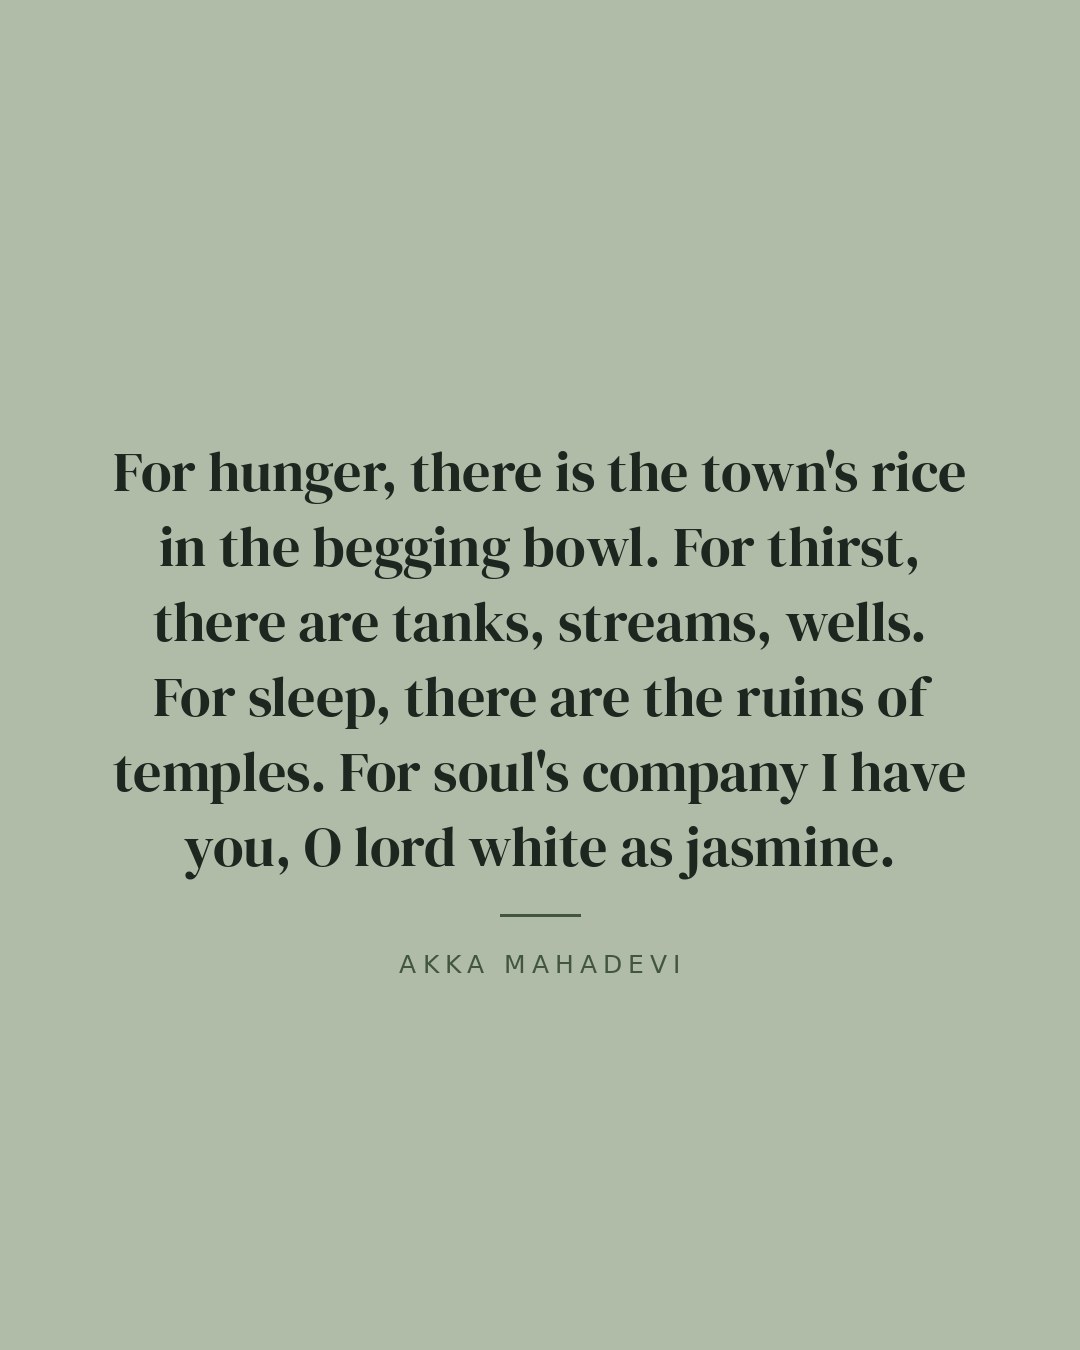 For hunger, there is the town's rice
in the begging bowl. For thirst,
there are tanks, streams, wells.
For sleep, there are the ruins of
temples. For soul's company I have
you, O lord white as jasmine.
AKKA MAHADEVI